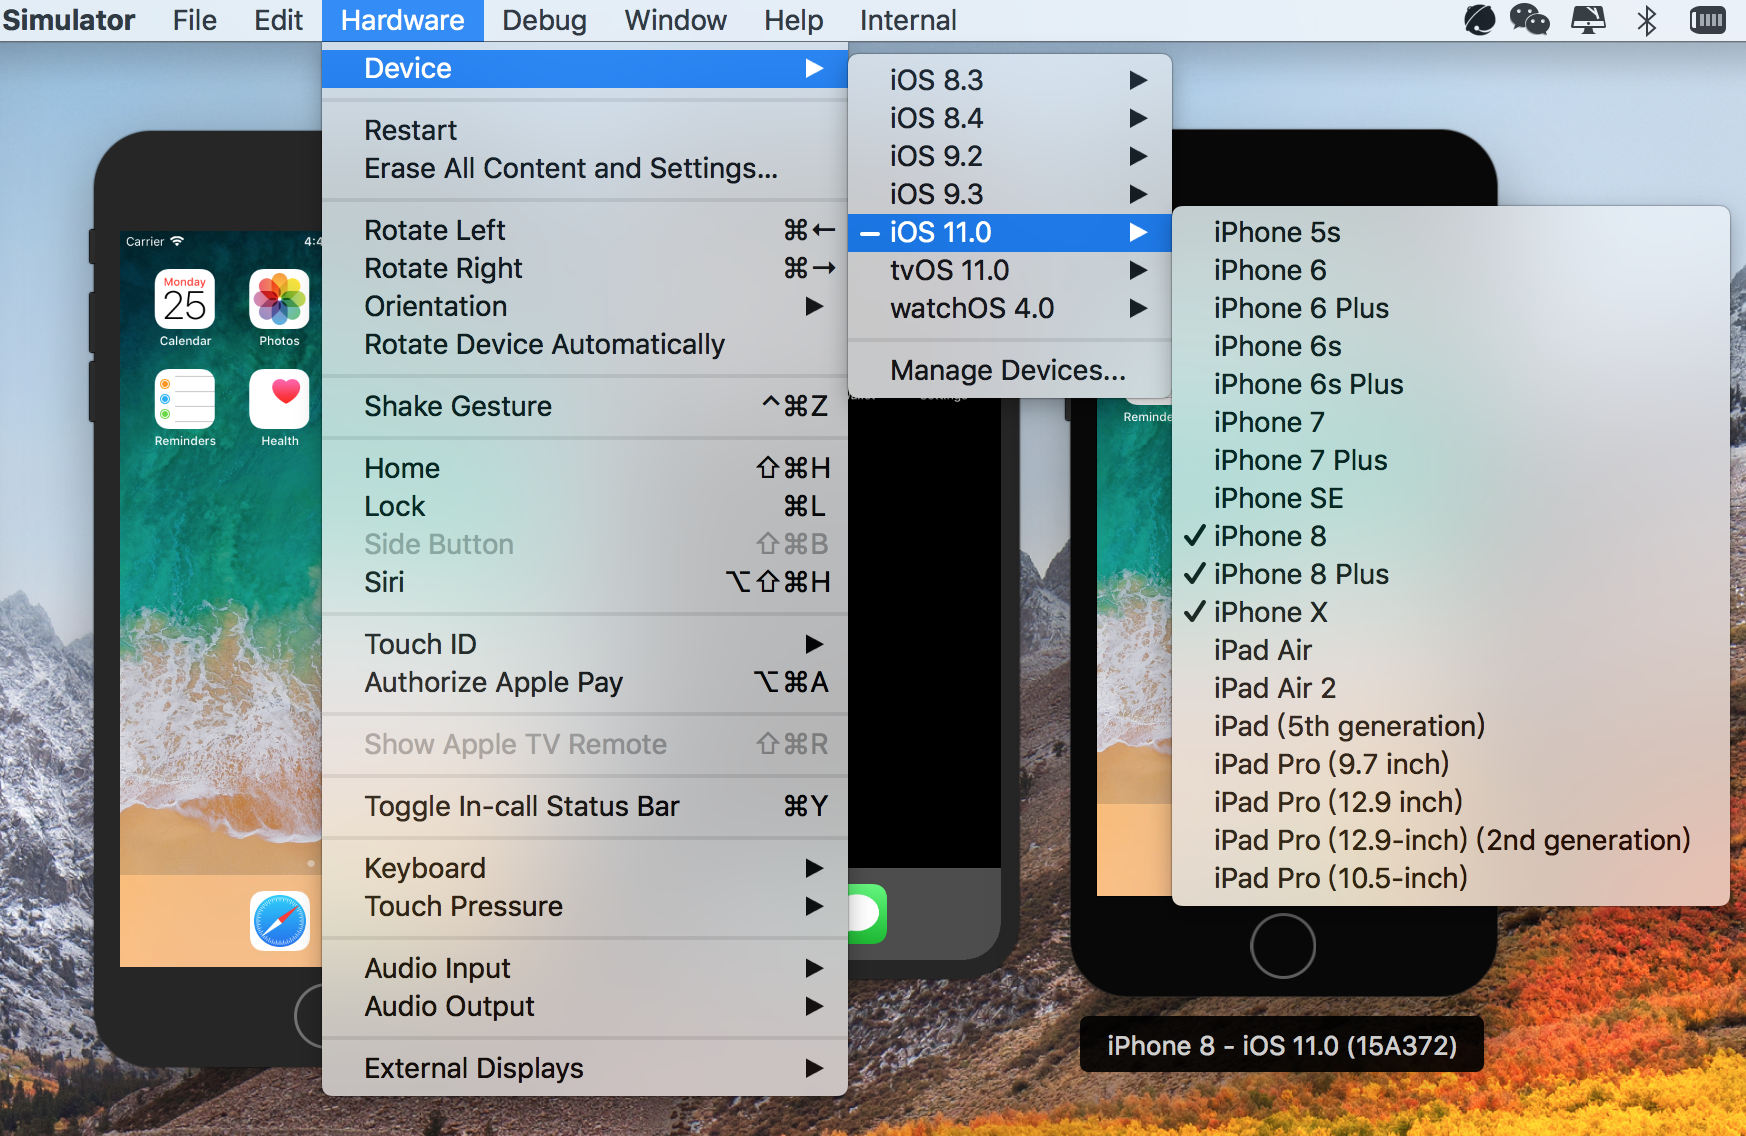 Simulator File Edit Hardware Debug Window Help Internal
Device
Restart
Erase All Content and Settings...
Rotate Left ⌘←
Rotate Right ⌘→
Orientation
Rotate Device Automatically
Shake Gesture ^⌘Z
Home ⇧⌘H
Lock ⌘L
Side Button ⇧⌘B
Siri ⌥⇧⌘H
Touch ID
Authorize Apple Pay ⌥⌘A
Show Apple TV Remote ⇧⌘R
Toggle In-call Status Bar ⌘Y
Keyboard
Touch Pressure
Audio Input
Audio Output
External Displays
iOS 8.3
iOS 8.4
iOS 9.2
iOS 9.3
iOS 11.0
tvOS 11.0
watchOS 4.0
Manage Devices...
iPhone 5s
iPhone 6
iPhone 6 Plus
iPhone 6s
iPhone 6s Plus
iPhone 7
iPhone 7 Plus
iPhone SE
✓ iPhone 8
✓ iPhone 8 Plus
✓ iPhone X
iPad Air
iPad Air 2
iPad (5th generation)
iPad Pro (9.7 inch)
iPad Pro (12.9 inch)
iPad Pro (12.9-inch) (2nd generation)
iPad Pro (10.5-inch)
Carrier
Monday
25
Calendar Photos
Reminders Health
iPhone 8 - iOS 11.0 (15A372)